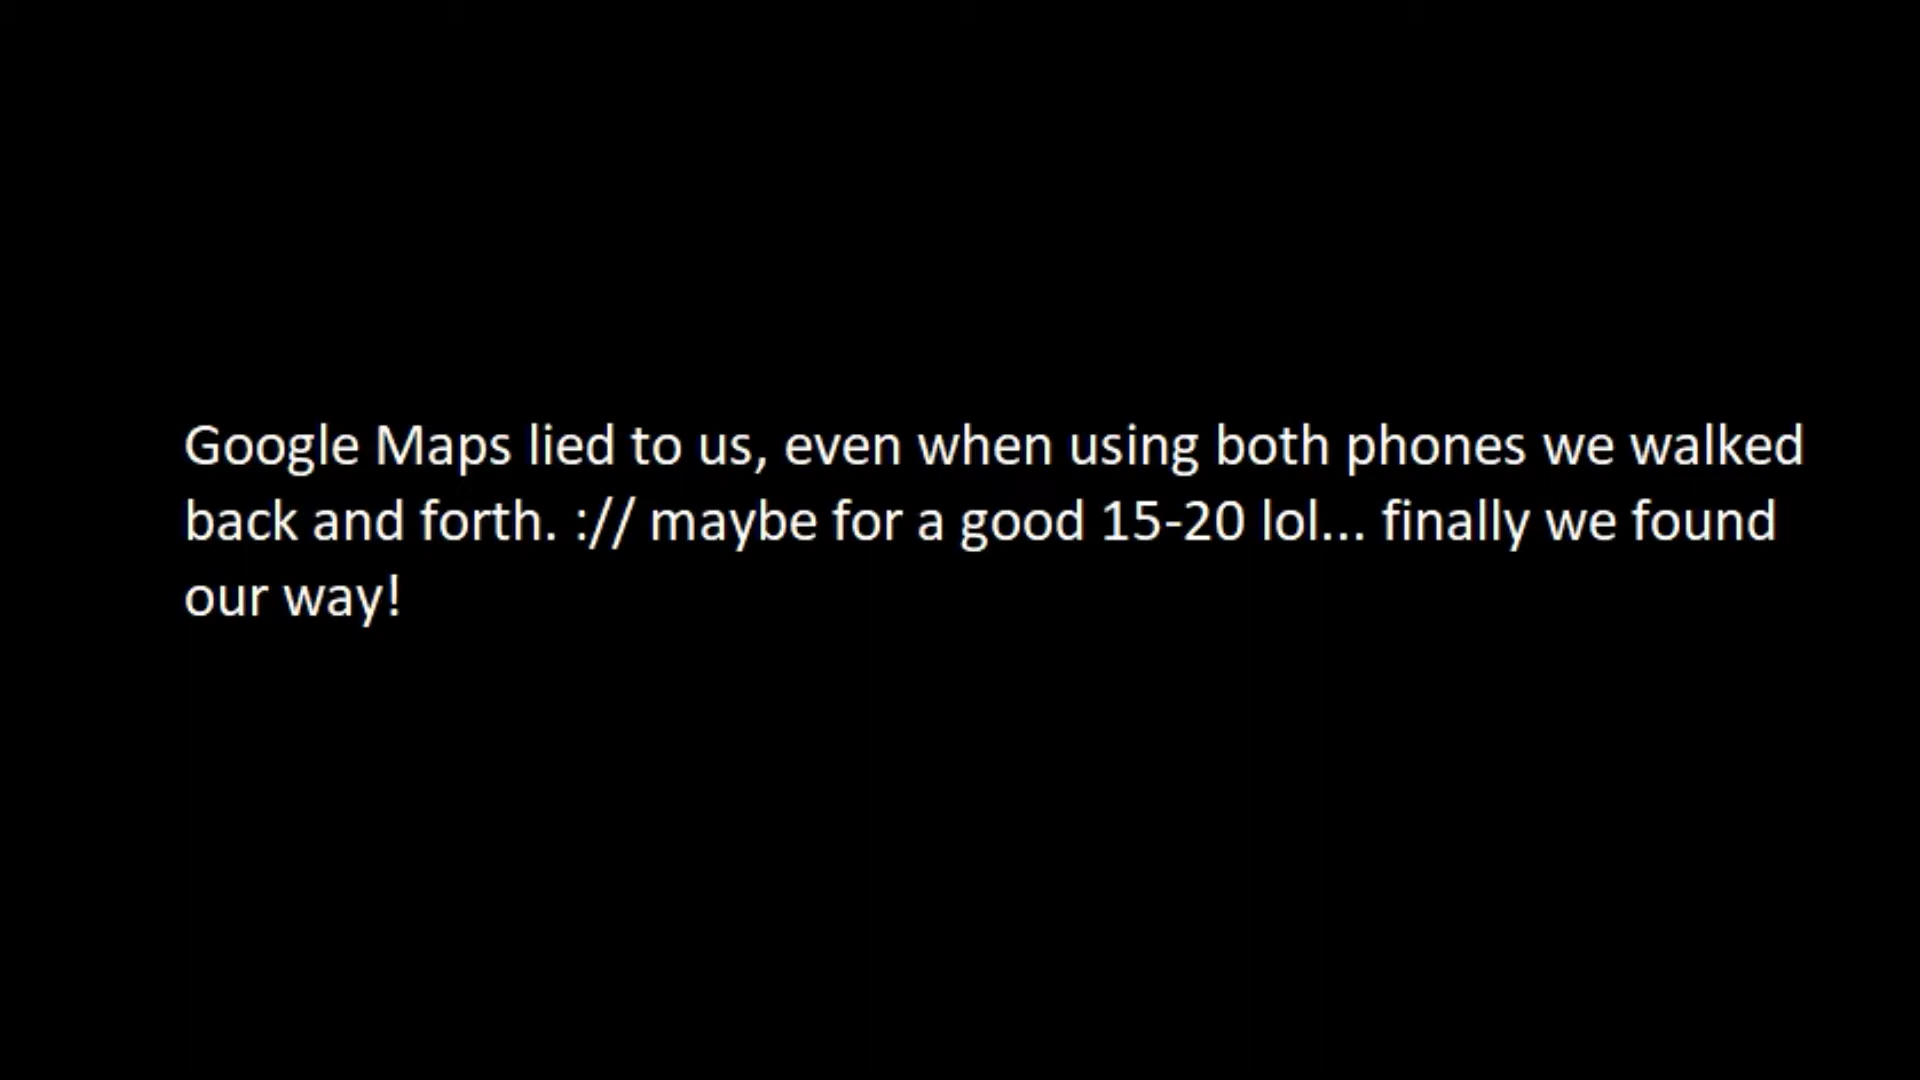 Google Maps lied to us, even when using both phones we walked
back and forth. :// maybe for a good 15-20 lol... finally we found
our way!